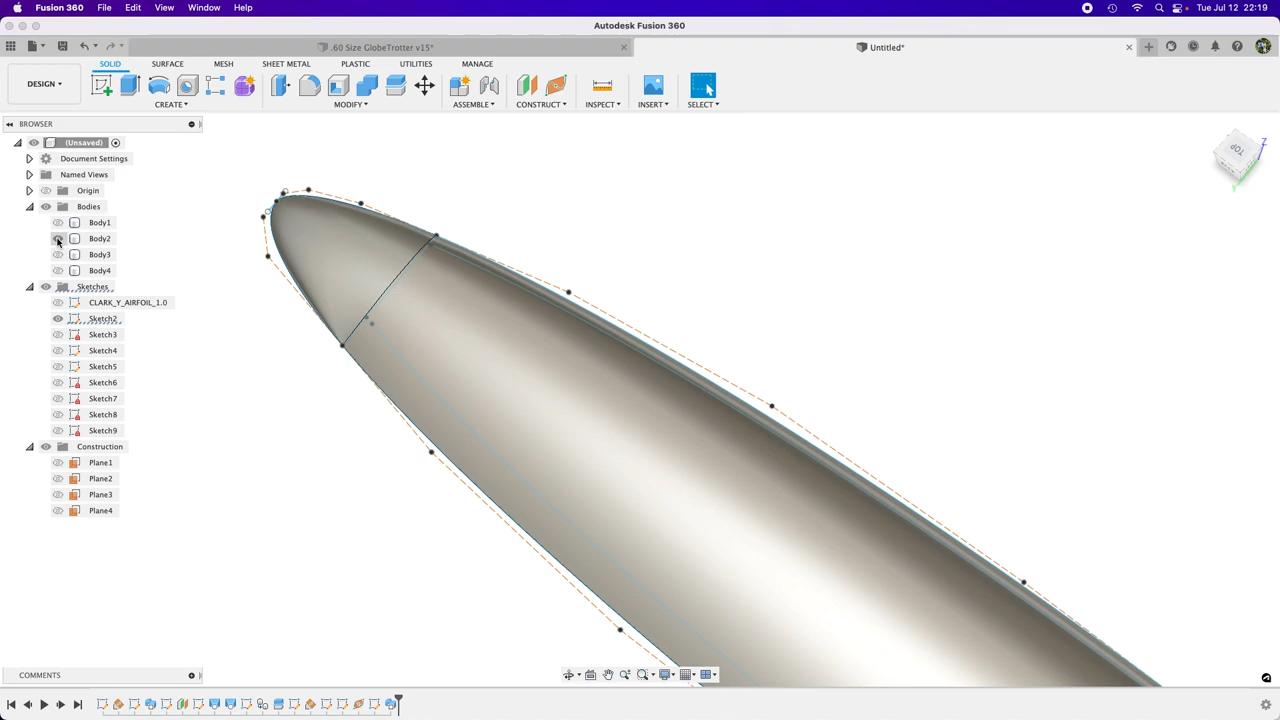 Fusion 360 File Edit View Window Help Tue Jul 12 22:19
Autodesk Fusion 360
.60 Size GlobeTrotter v15* Untitled*
SOLID SURFACE MESH SHEET METAL PLASTIC UTILITIES MANAGE
DESIGN
CREATE MODIFY ASSEMBLE CONSTRUCT INSPECT INSERT SELECT
BROWSER
(Unsaved)
Document Settings
Named Views
Origin
Bodies
Body1
Body2
Body3
Body4
Sketches
CLARK_Y_AIRFOIL_1.0
Sketch2
Sketch3
Sketch4
Sketch5
Sketch6
Sketch7
Sketch8
Sketch9
Construction
Plane1
Plane2
Plane3
Plane4
TOP
Z
Y
COMMENTS